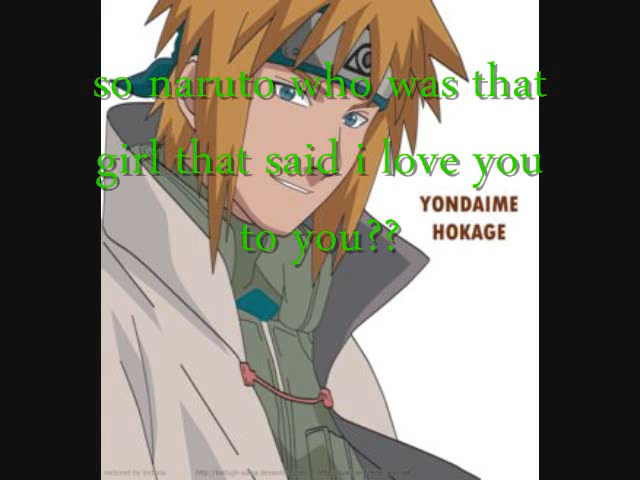 so naruto who was that
girl that said i love you
to you??
YONDAIME
HOKAGE